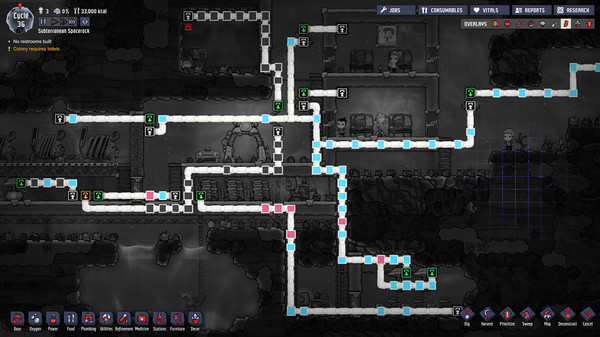 Cycle
36
3
0%
33,000 kcal
Subterranean Spacerock
No restrooms built
Colony requires toilets
JOBS
CONSUMABLES
VITALS
REPORTS
RESEARCH
OVERLAYS
Base
Oxygen
Power
Food
Plumbing
Utilities
Refinement
Medicine
Stations
Furniture
Decor
Dig
Harvest
Prioritize
Sweep
Mop
Deconstruct
Cancel